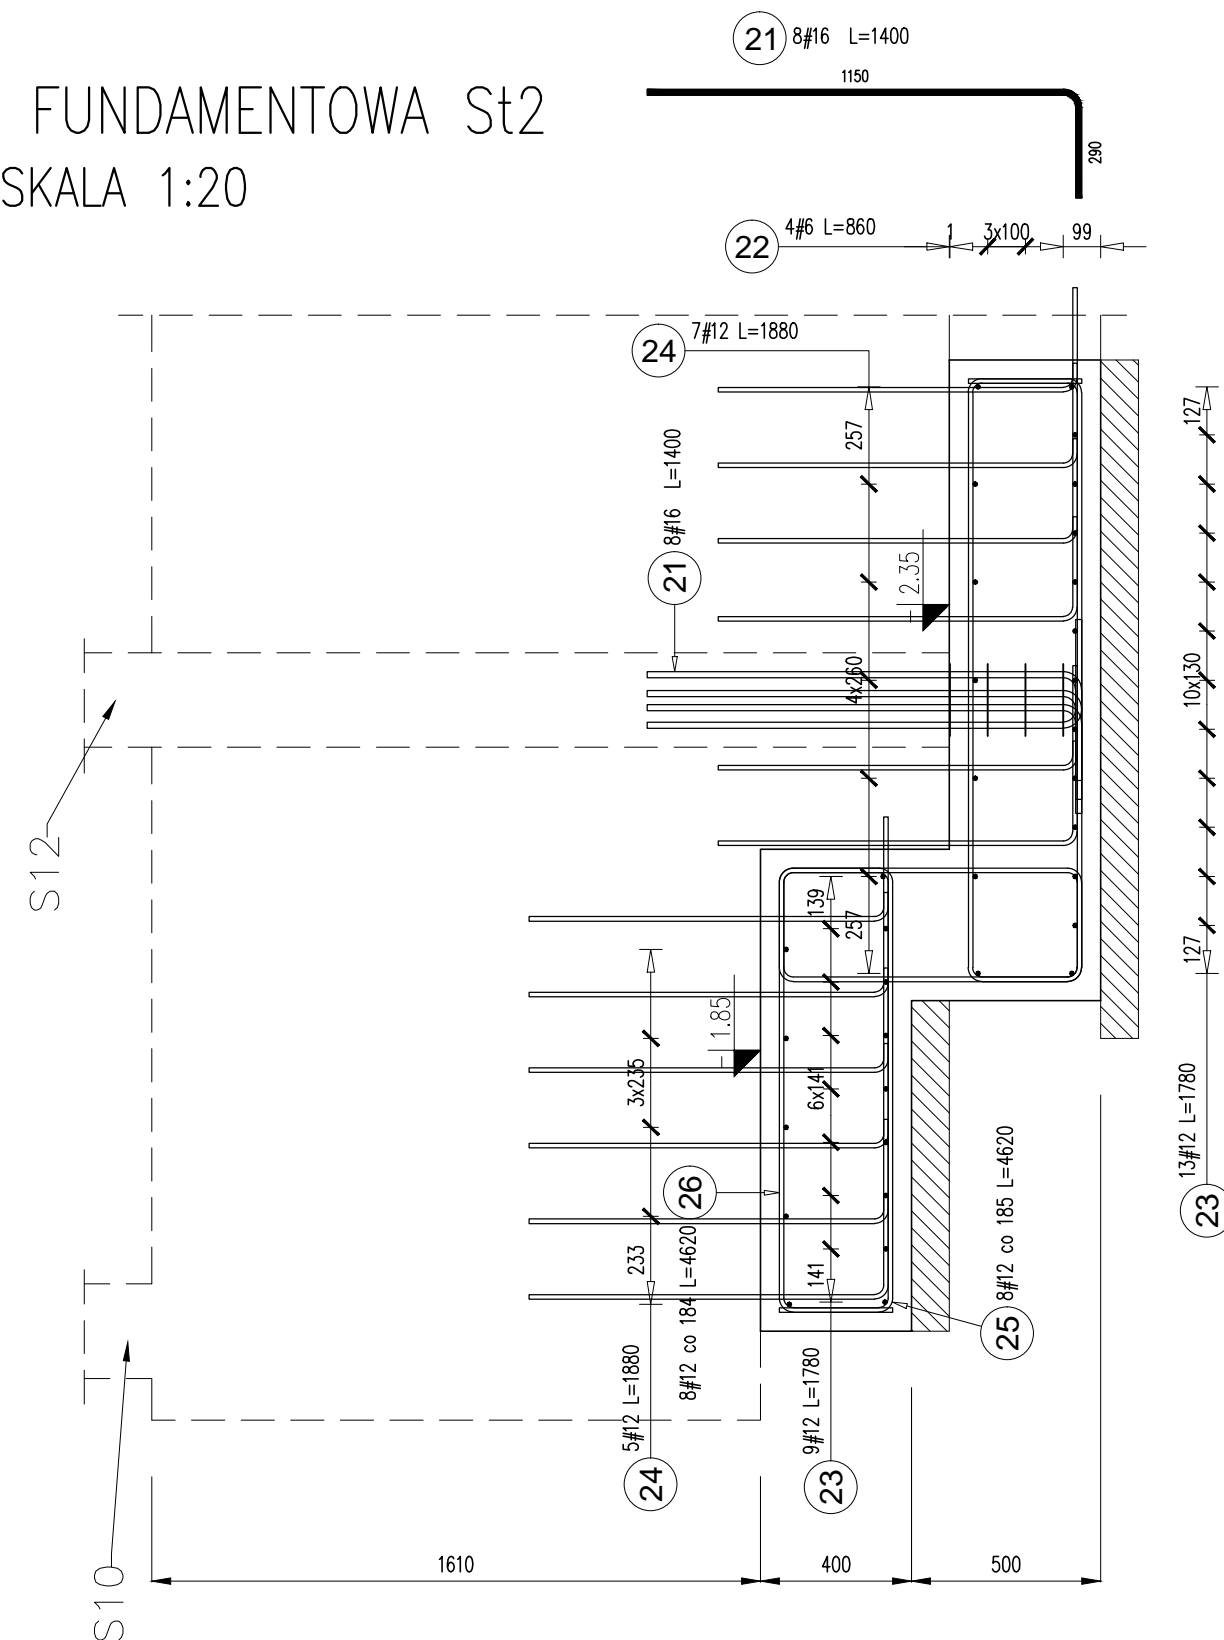 21 8#16 L=1400
1150
290
FUNDAMENTOWA St2
SKALA 1:20
22 4#6 L=860
1 3x100 99
24 7#12 L=1880
257
4x260
257
21 8#16 L=1400
- 2.35
127
10x130
127
23 13#12 L=1780
S12
139
6x141
141
23 9#12 L=1780
- 1.85
3x235
233
24 5#12 L=1880
26 8#12 co 184 L=4620
25 8#12 co 185 L=4620
S10
1610
400
500